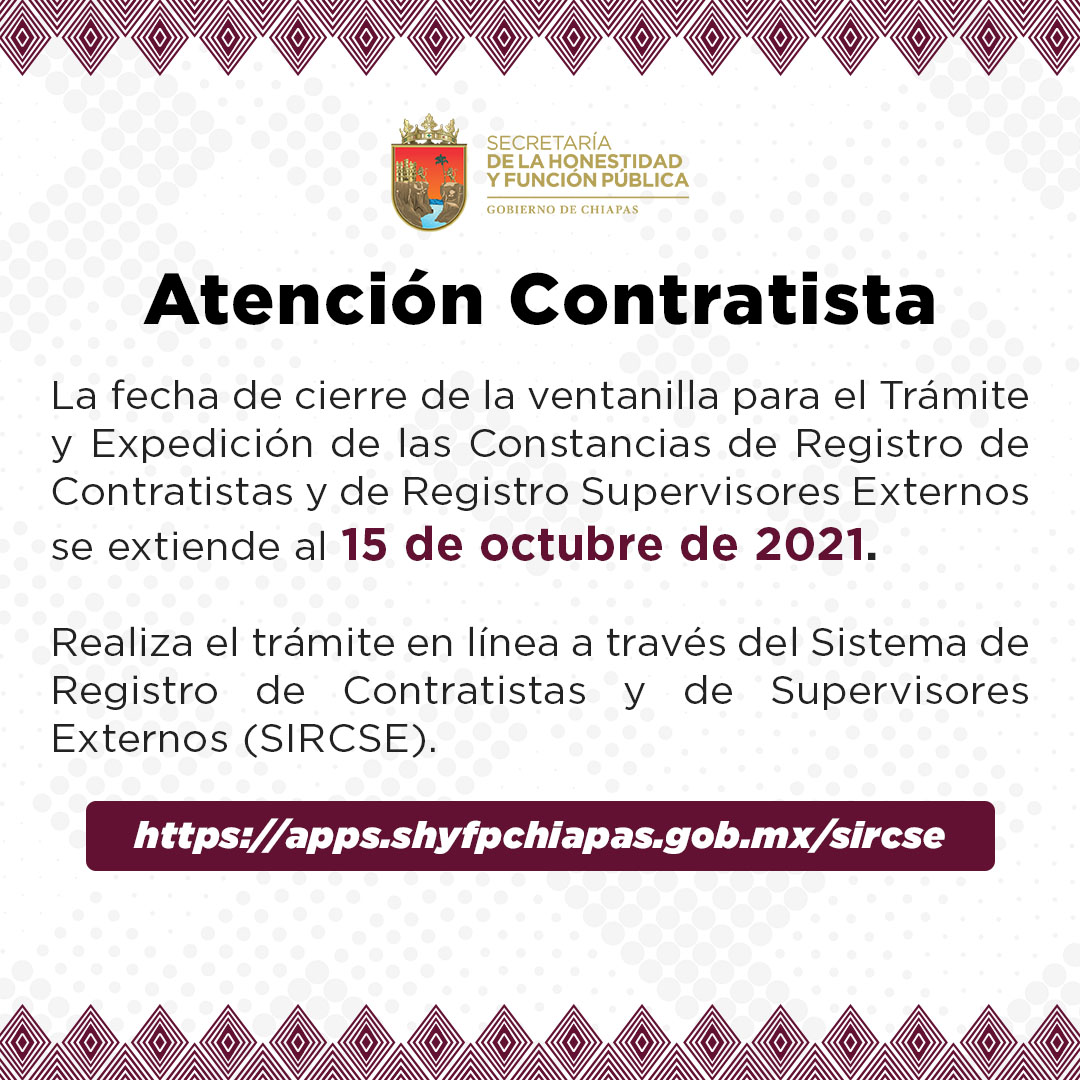 SECRETARÍA
DE LA HONESTIDAD
Y FUNCIÓN PÚBLICA
GOBIERNO DE CHIAPAS
Atención Contratista
La fecha de cierre de la ventanilla para el Trámite
y Expedición de las Constancias de Registro de
Contratistas y de Registro Supervisores Externos
se extiende al 15 de octubre de 2021.
Realiza el trámite en línea a través del Sistema de
Registro de Contratistas y de Supervisores
Externos (SIRCSE).
https://apps.shyfpchiapas.gob.mx/sircse